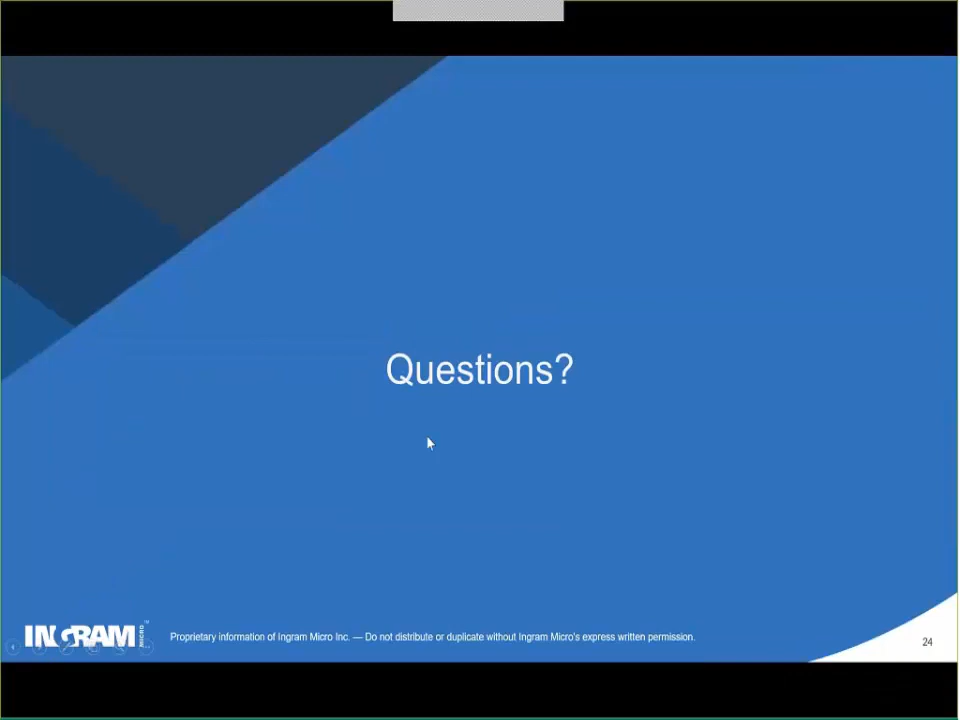 Questions?
INGRAM
MICRO
Proprietary information of Ingram Micro Inc. — Do not distribute or duplicate without Ingram Micro's express written permission.
24